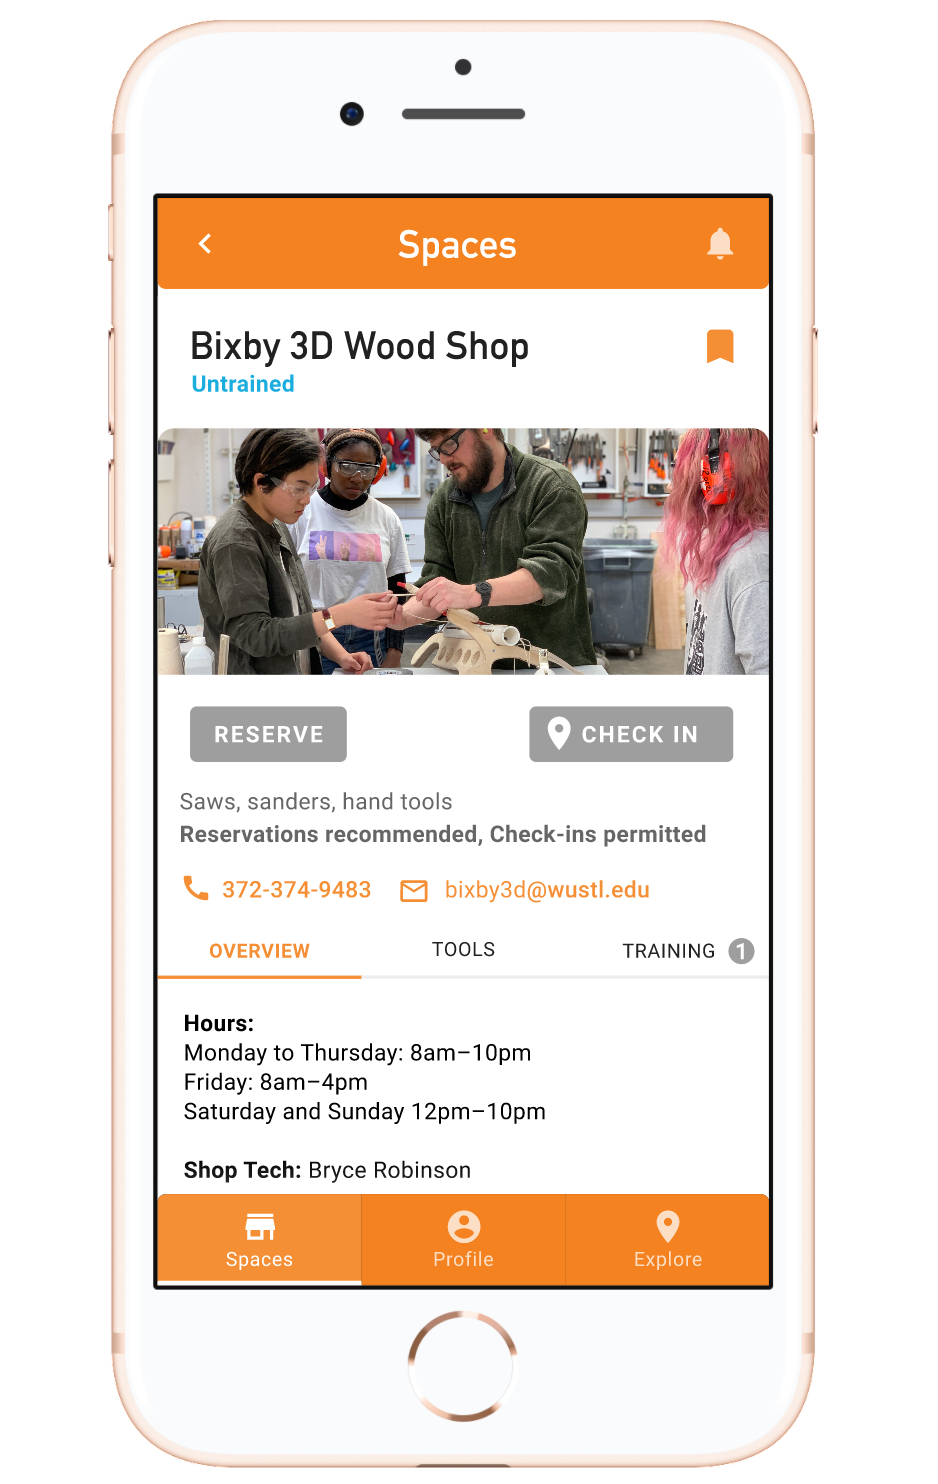 Spaces
Bixby 3D Wood Shop
Untrained
RESERVE
CHECK IN
Saws, sanders, hand tools
Reservations recommended, Check-ins permitted
372-374-9483 bixby3d@wustl.edu
OVERVIEW TOOLS TRAINING 1
Hours:
Monday to Thursday: 8am–10pm
Friday: 8am–4pm
Saturday and Sunday 12pm–10pm
Shop Tech: Bryce Robinson
Spaces Profile Explore